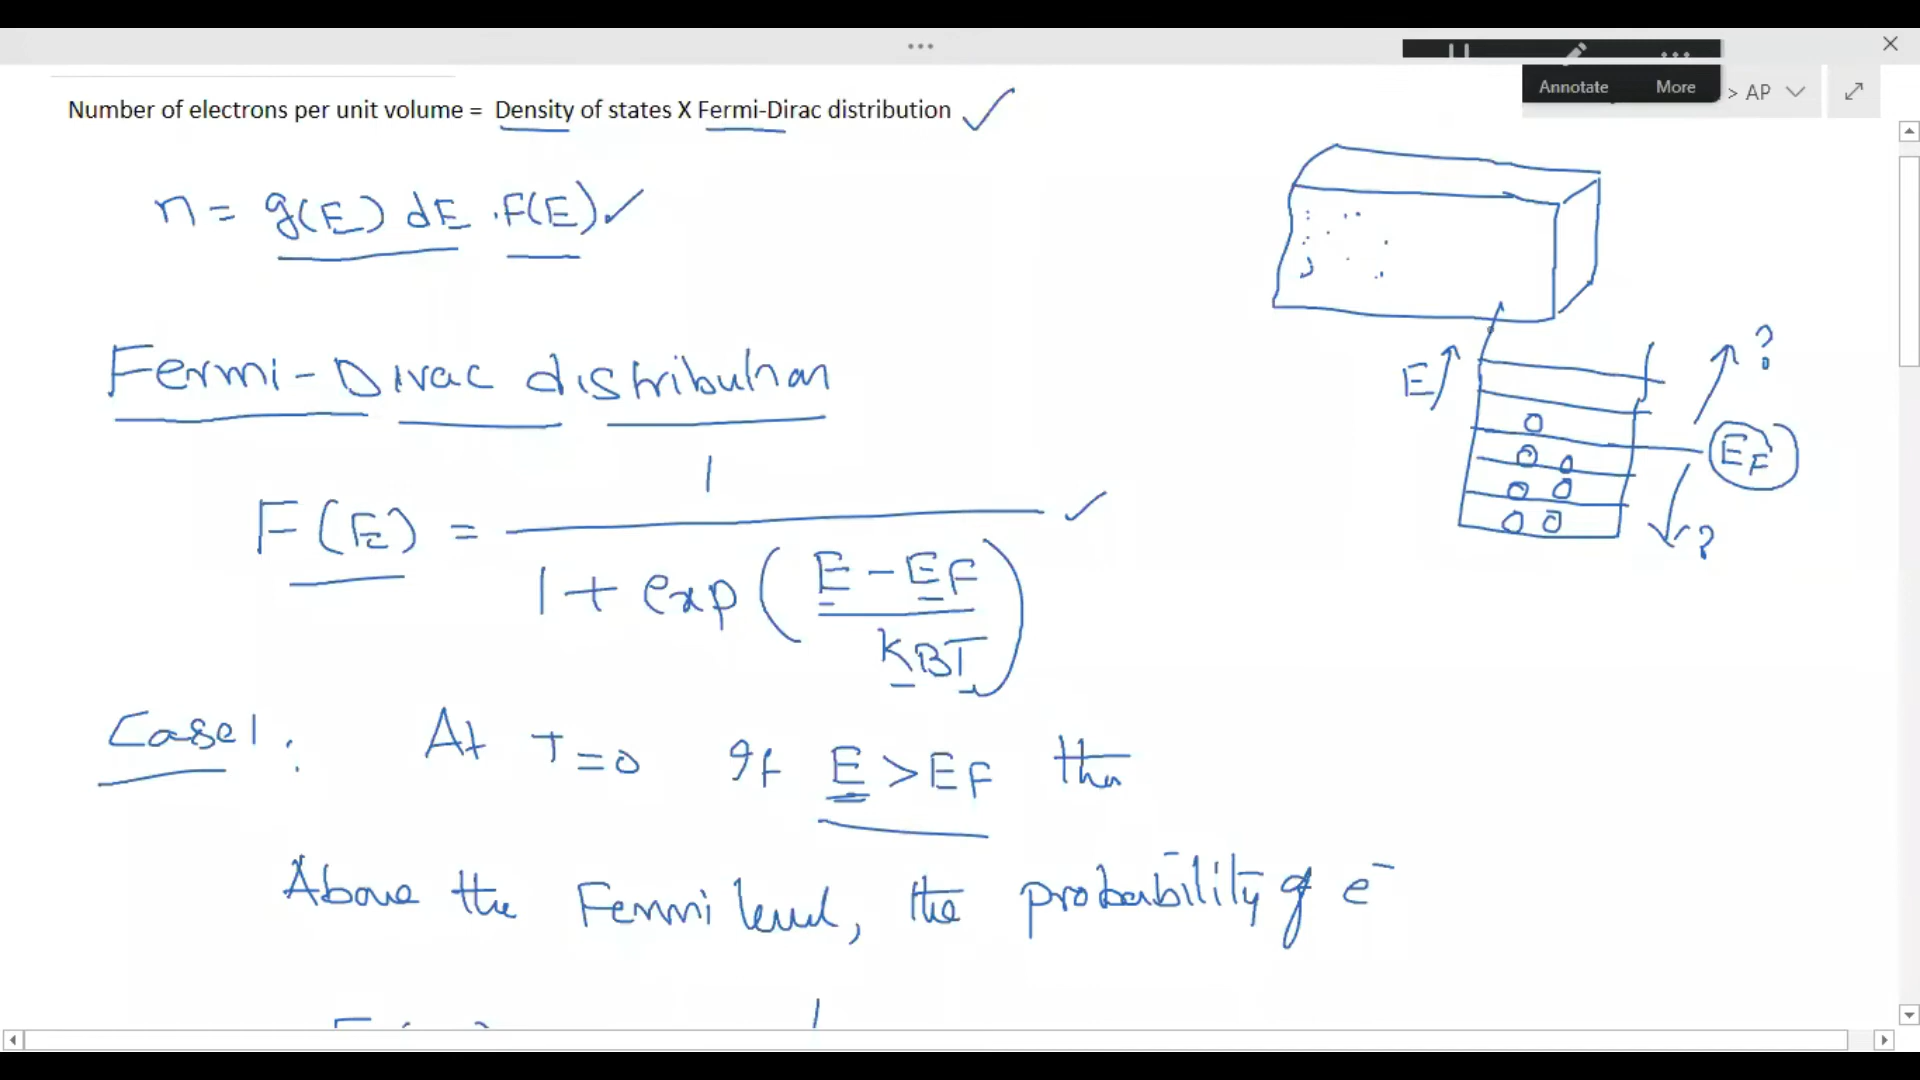 Annotate More
> AP
Number of electrons per unit volume = Density of states X Fermi-Dirac distribution ✓
n = g(E) dE . F(E) ✓
Fermi-Dirac distribution
E ?
EF
?
F(E) = 1 / 1 + exp(E - EF / KBT) ✓
Case 1: At T = 0 If E > EF then
Above the Fermi level, the probability of e⁻